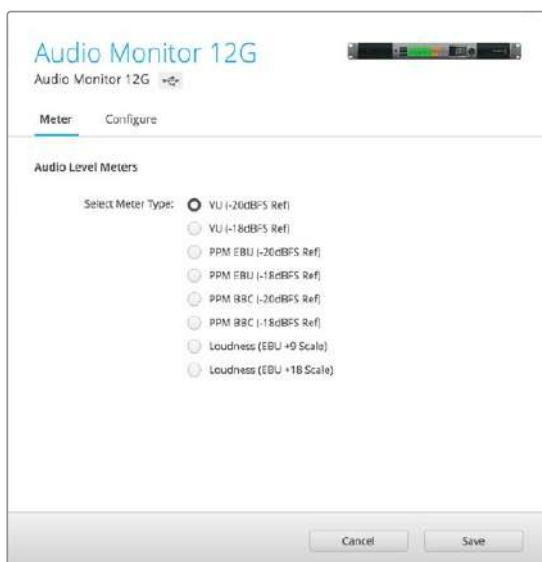 Audio Monitor 12G
Audio Monitor 12G
Meter Configure
Audio Level Meters
Select Meter Type: VU (-20dBFS Ref)
VU (-18dBFS Ref)
PPM EBU (-20dBFS Ref)
PPM EBU (-18dBFS Ref)
PPM BBC (-20dBFS Ref)
PPM BBC (-18dBFS Ref)
Loudness (EBU +9 Scale)
Loudness (EBU +18 Scale)
Cancel Save